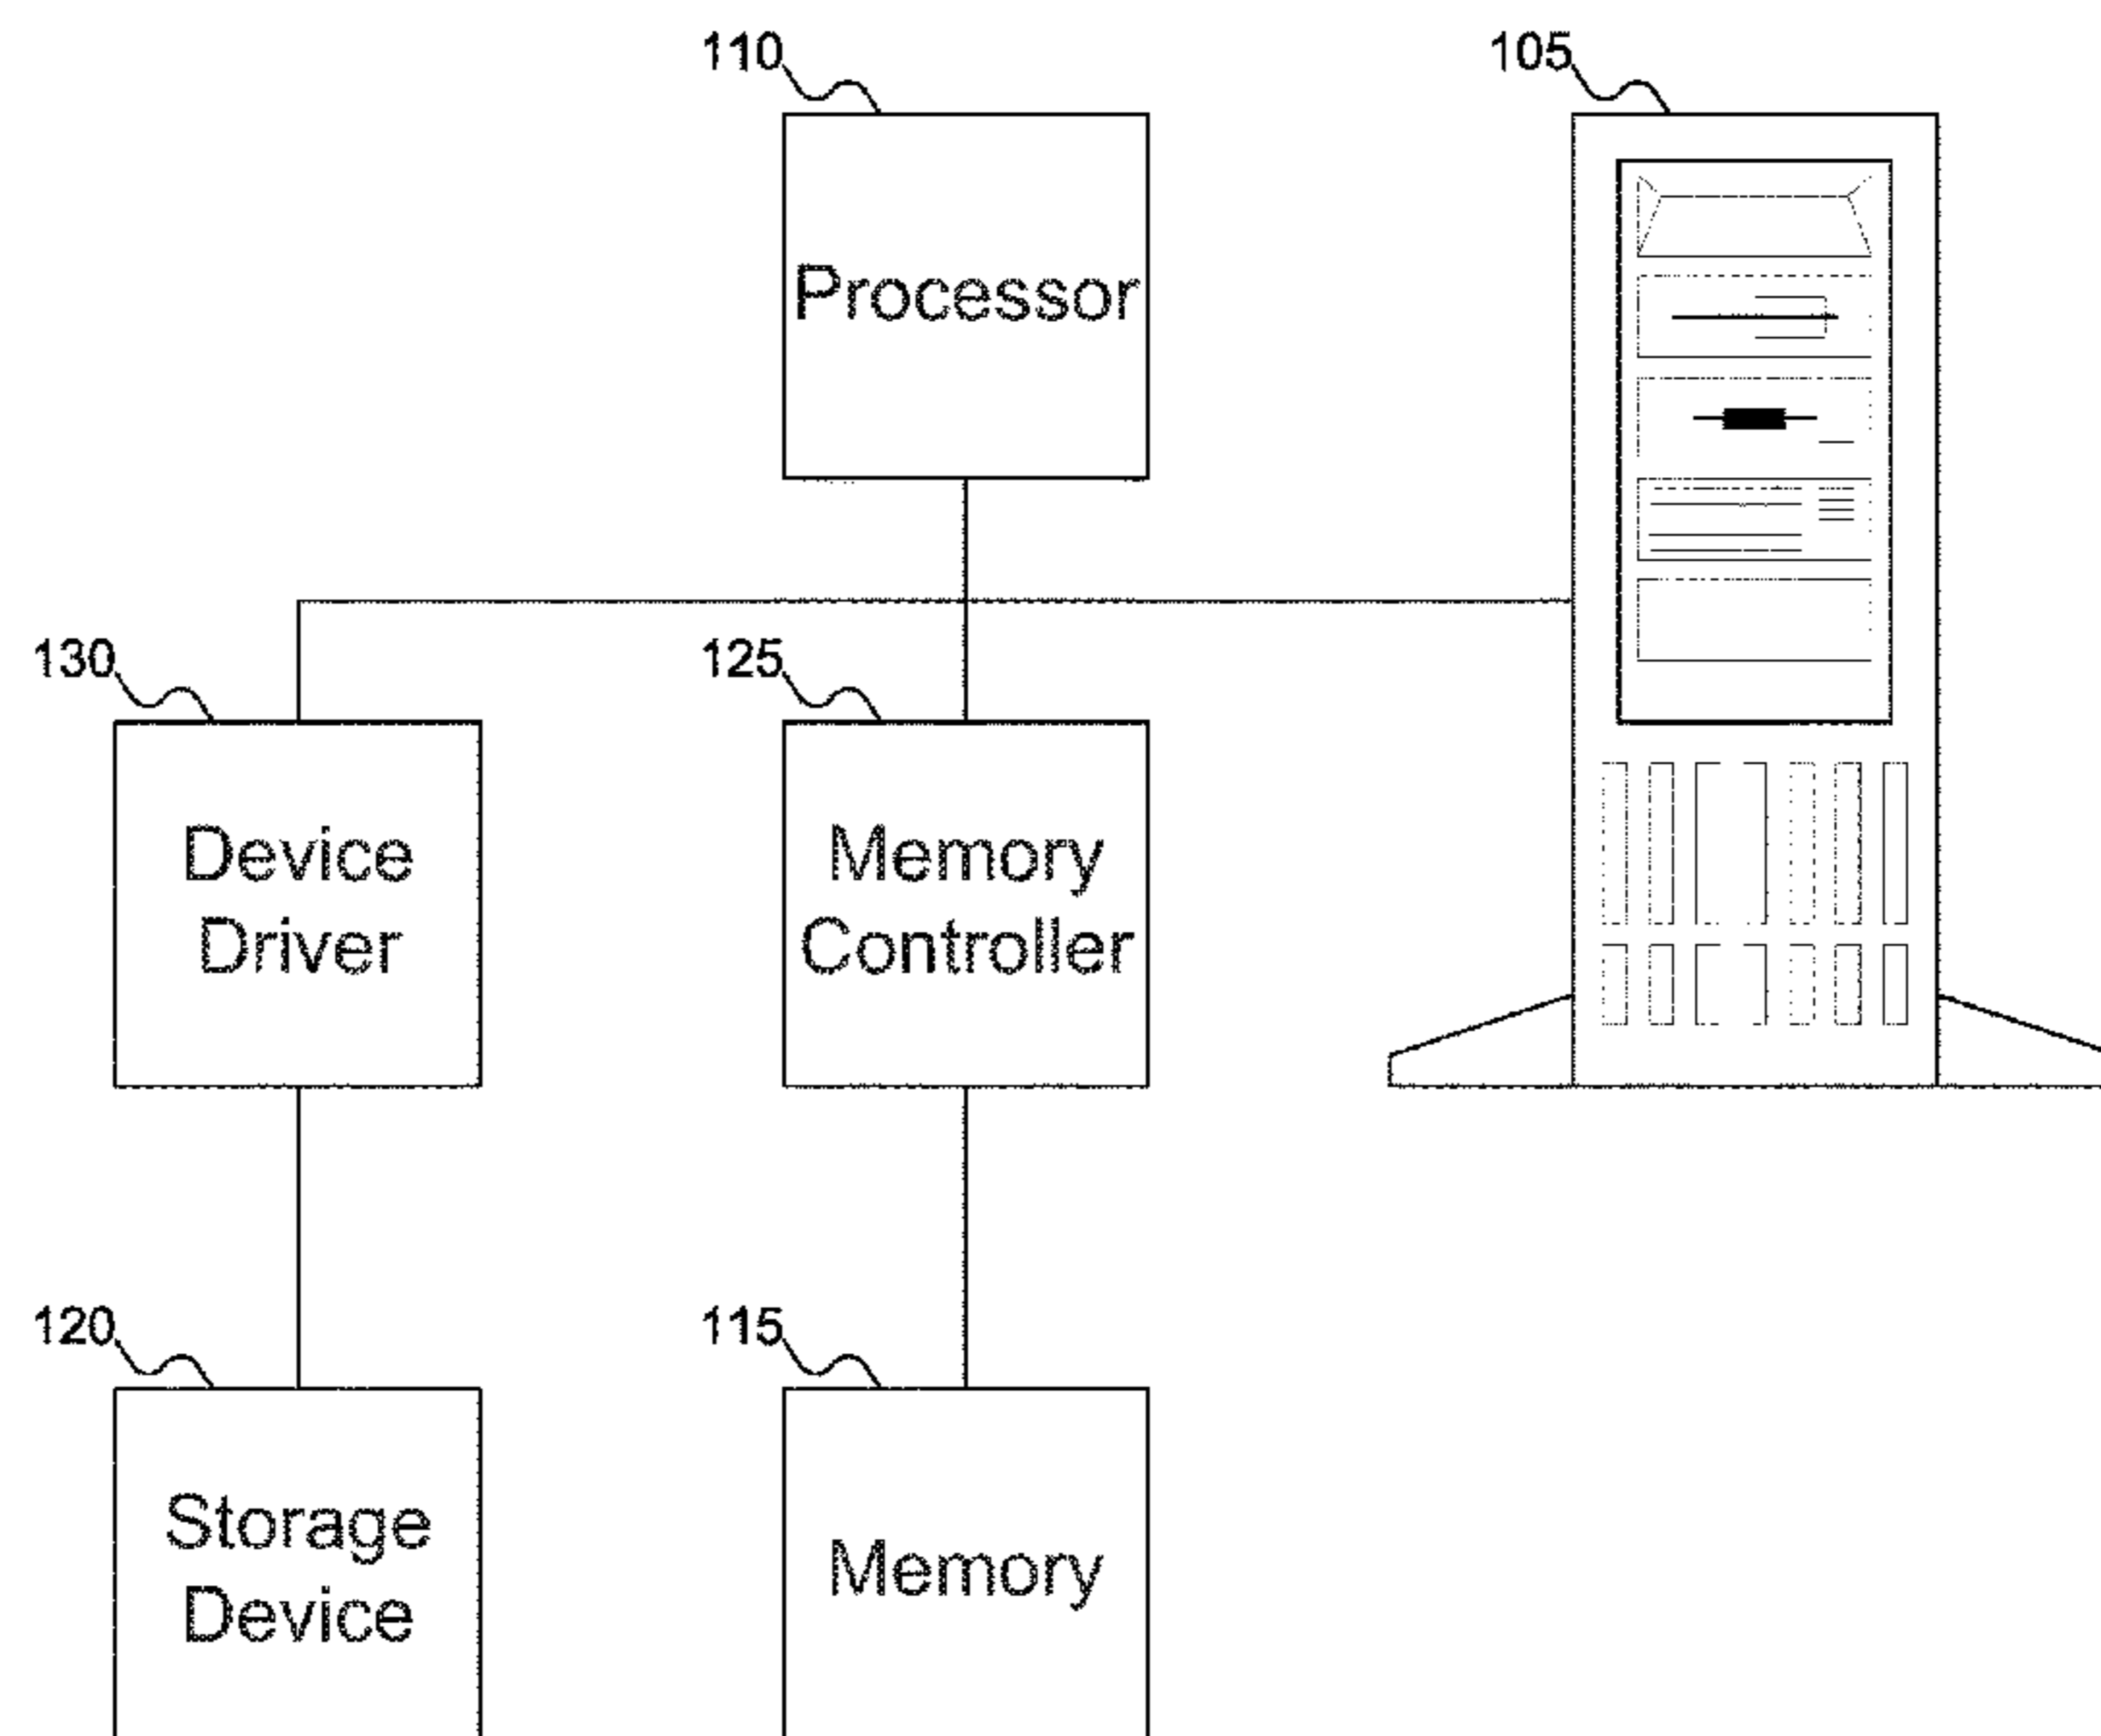 110
105
Processor
130
125
Device
Driver
Memory
Controller
120
115
Storage
Device
Memory